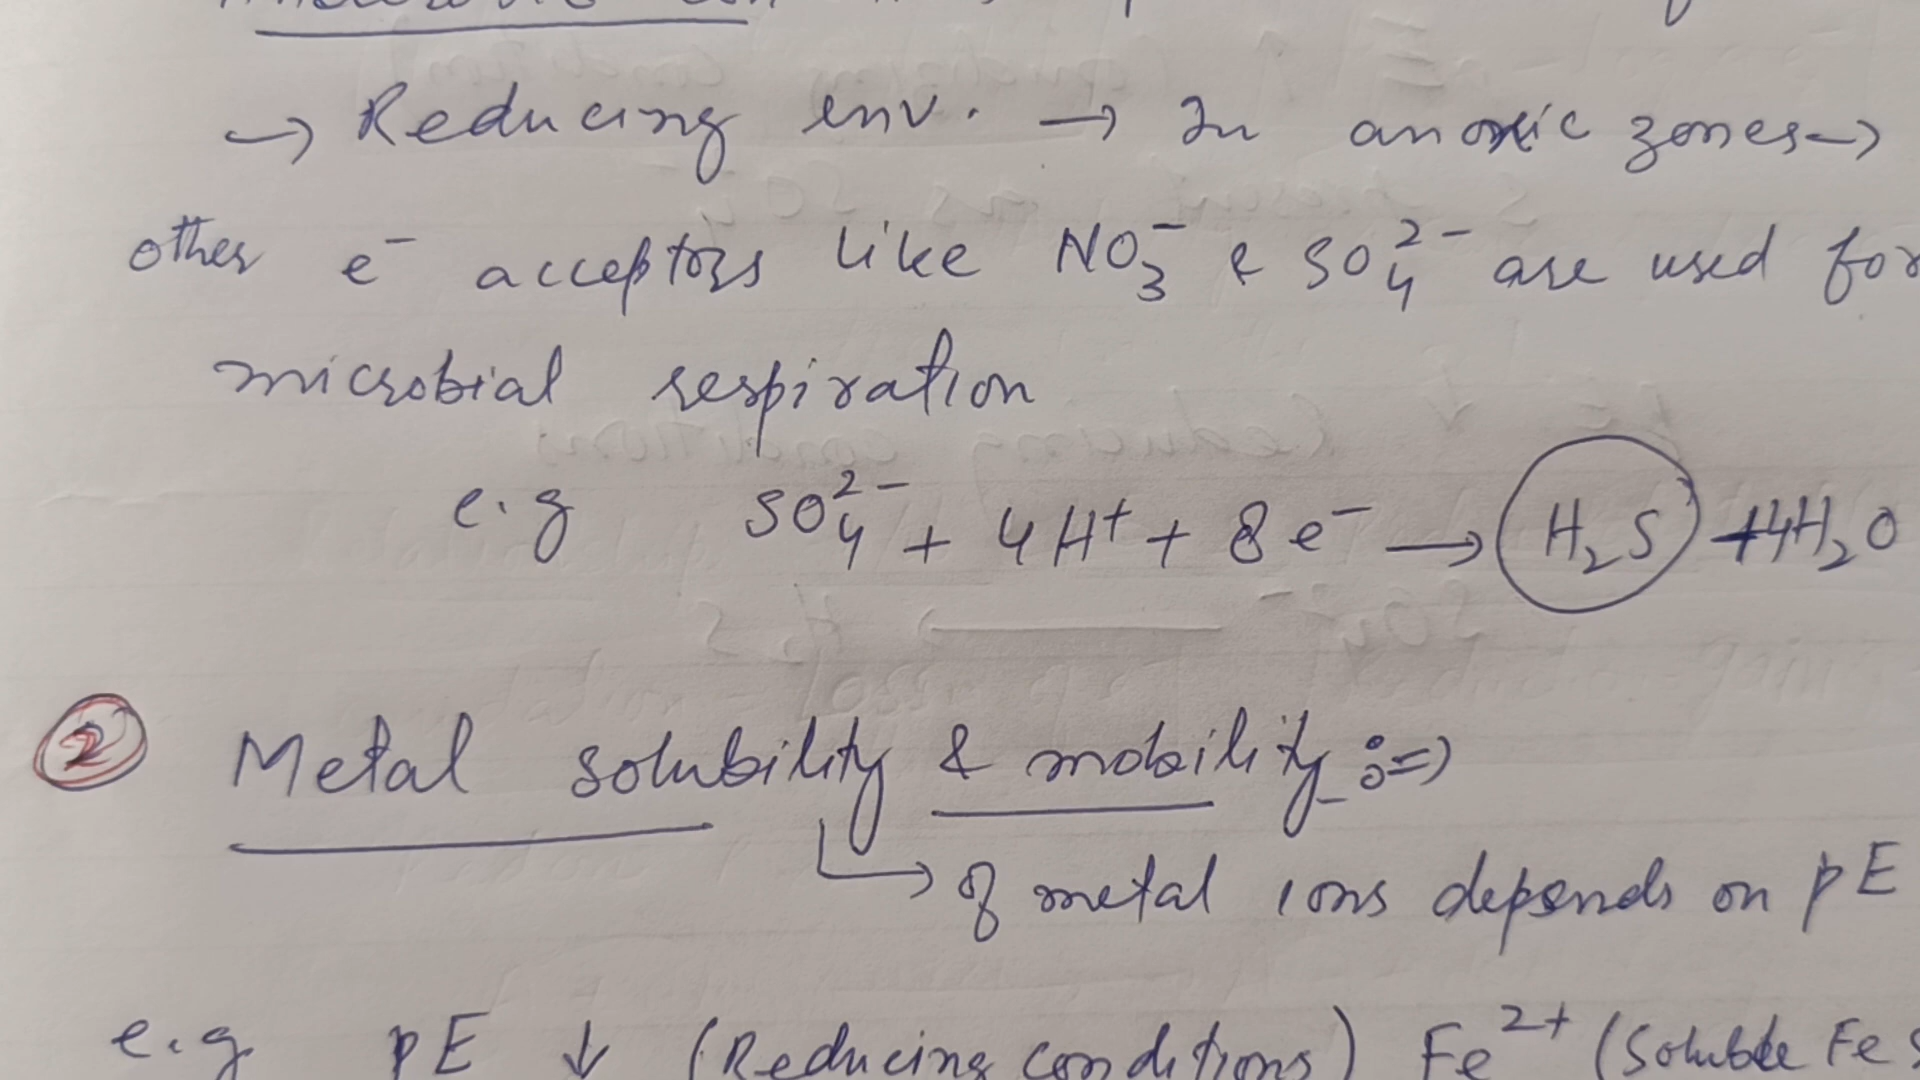 → Reducing env. → In anoxic zones →
other e⁻ acceptors like NO₃⁻ & SO₄²⁻ are used for
microbial respiration
e.g SO₄²⁻ + 4H⁺ + 8e⁻ → H₂S + 4H₂O
② Metal solubility & mobility :⇒
↳ of metal ions depends on pE
e.g. pE ↓ (Reducing conditions) Fe²⁺ (Soluble Fe